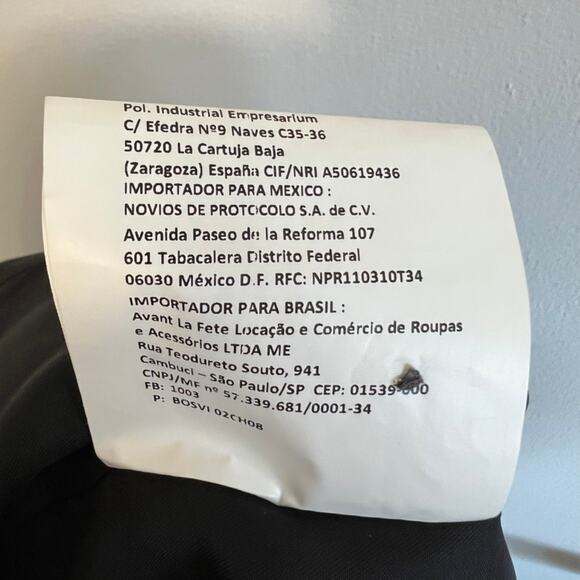 Pol. Industrial Empresarium
C/ Efedra Nº9 Naves C35-36
50720 La Cartuja Baja
(Zaragoza) España CIF/NRI A50619436
IMPORTADOR PARA MEXICO :
NOVIOS DE PROTOCOLO S.A. de C.V.
Avenida Paseo de la Reforma 107
601 Tabacalera Distrito Federal
06030 México D.F. RFC: NPR110310T34
IMPORTADOR PARA BRASIL :
Avant La Fete Locação e Comércio de Roupas
e Acessórios LTDA ME
Rua Teodureto Souto, 941
Cambuci – São Paulo/SP CEP: 01539-000
CNPJ/MF nº 57.339.681/0001-34
FB: 1003
P: BOSVI 02CH08